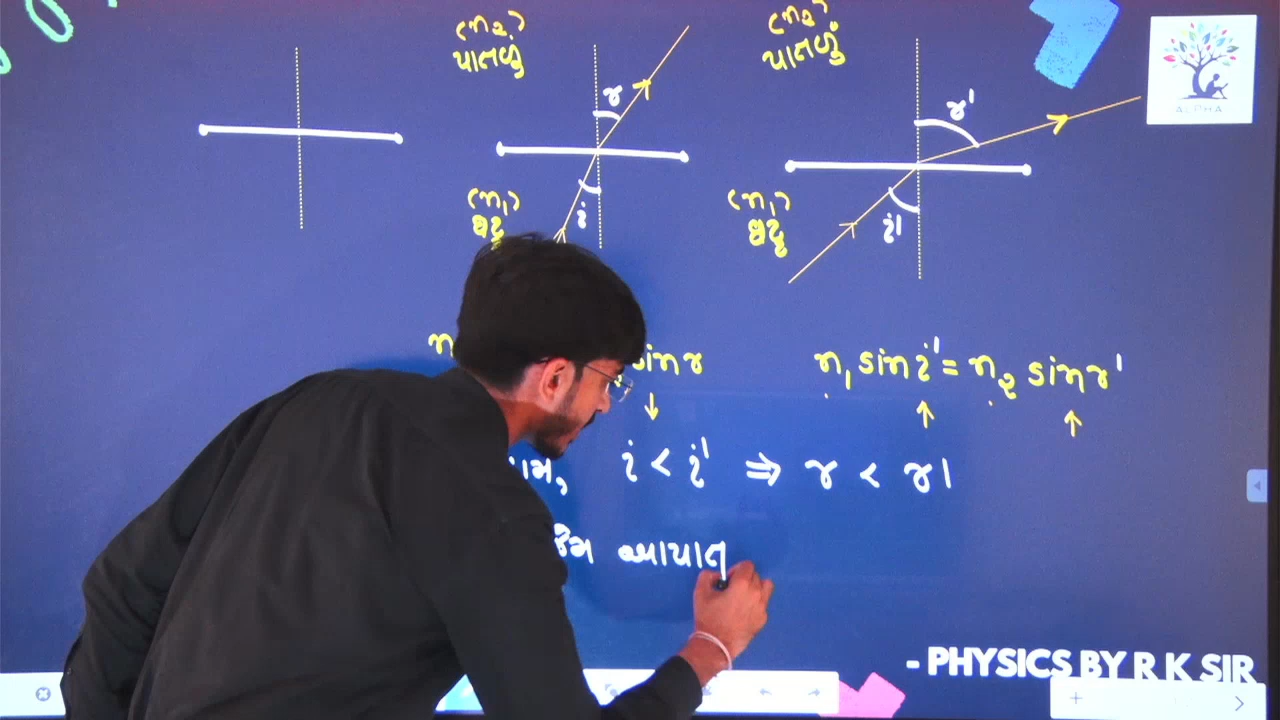 (n₂)
પાતળું
r
(n₁)
ઘટ્ટ
i
(n₂)
પાતળું
r'
(n₁)
ઘટ્ટ
i'
ALPHA
n
sin r
n₁ sin i' = n₂ sin r'
i < i' ⇒ r < r'
જેમ આપાત
- PHYSICS BY R K SIR